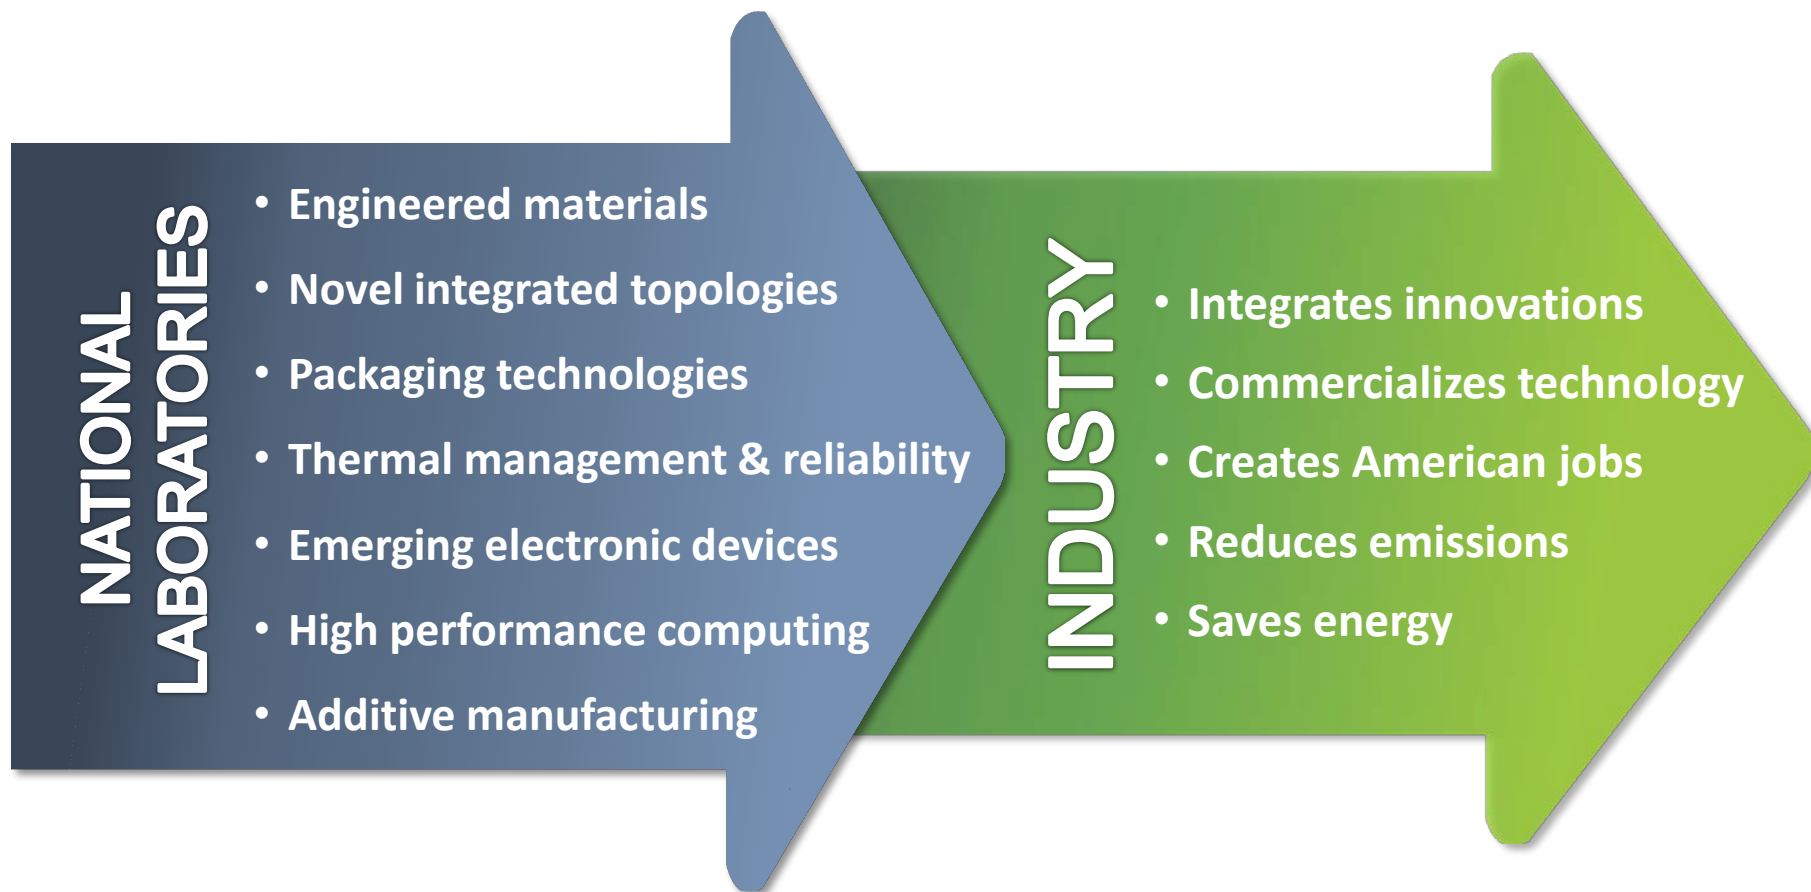 NATIONAL
LABORATORIES
• Engineered materials
• Novel integrated topologies
• Packaging technologies
• Thermal management & reliability
• Emerging electronic devices
• High performance computing
• Additive manufacturing
INDUSTRY
• Integrates innovations
• Commercializes technology
• Creates American jobs
• Reduces emissions
• Saves energy